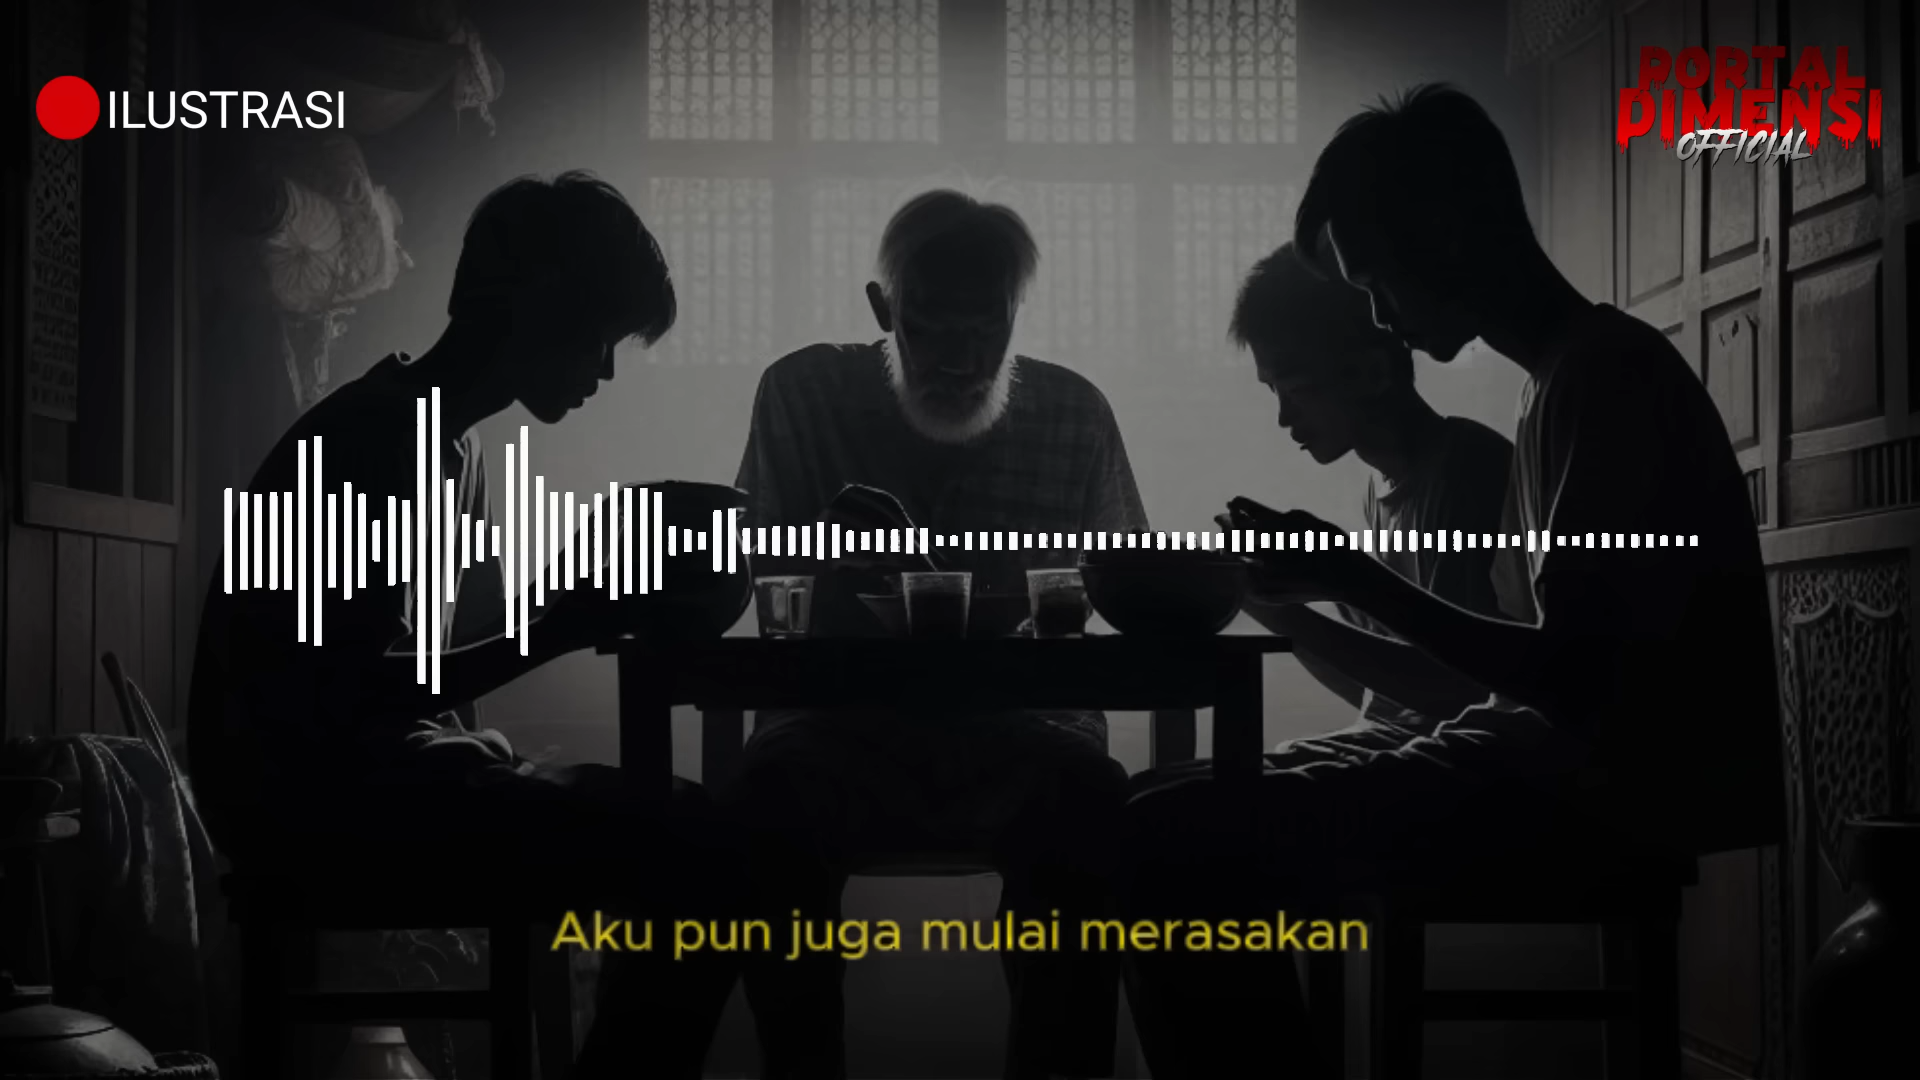 ILUSTRASI
PORTAL
DIMENSI
OFFICIAL
Aku pun juga mulai merasakan